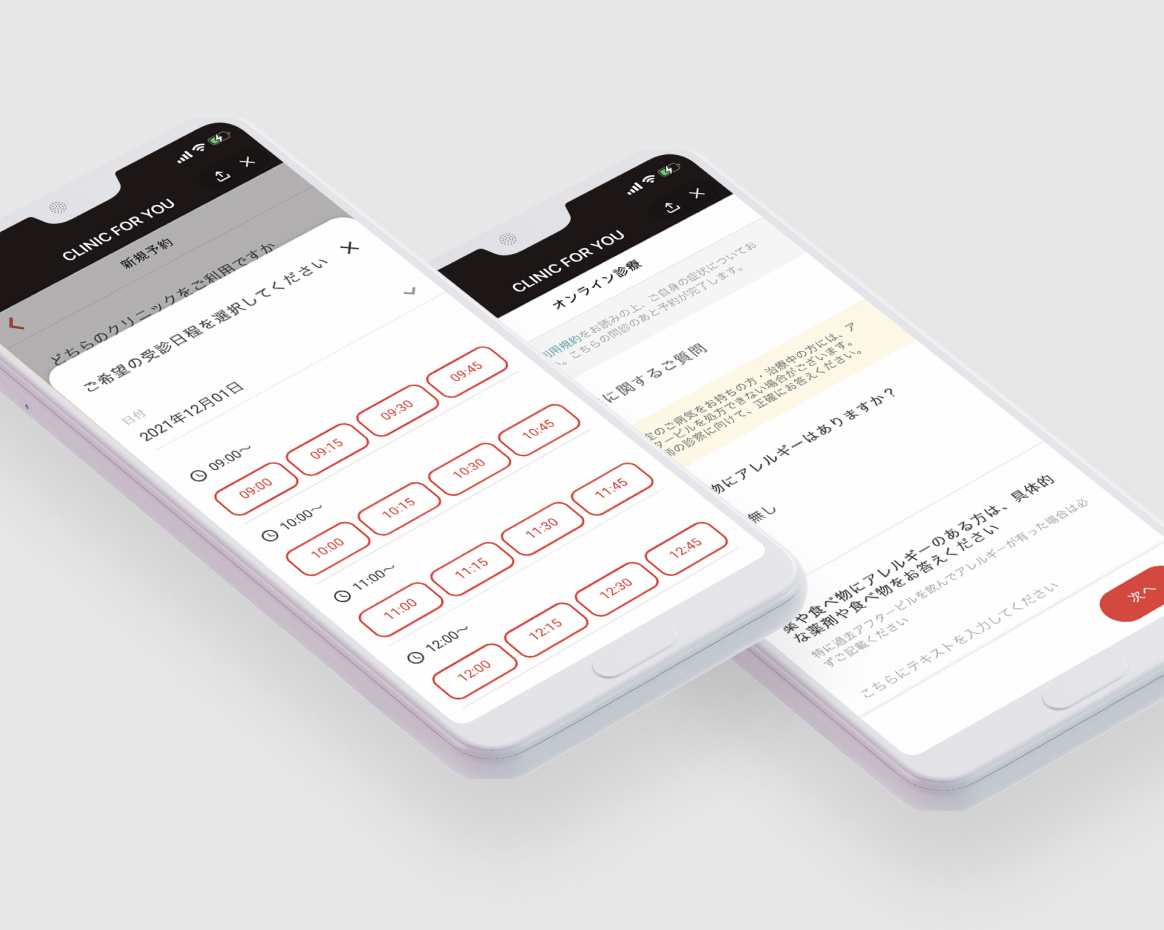 CLINIC FOR YOU
新規予約
どちらのクリニックをご利用ですか
ご希望の受診日程を選択してください
日付
2021年12月01日
09:00〜
09:00 09:15 09:30 09:45
10:00〜
10:00 10:15 10:30 10:45
11:00〜
11:00 11:15 11:30 11:45
12:00〜
12:00 12:15 12:30 12:45
CLINIC FOR YOU
オンライン診療
利用規約をお読みの上、ご自身の症状についてお
い。こちらの問診のあと予約が完了します。
に関するご質問
定のご病気をお持ちの方・治療中の方には、ア
タービルを処方できない場合がございます。
師の診察に向けて、正確にお答えください。
物にアレルギーはありますか？
無し
薬や食べ物にアレルギーのある方は、具体的
な薬剤や食べ物をお答えください
特に過去アフターピルを飲んでアレルギーが有った場合は必
ずご記載ください
こちらにテキストを入力してください
次へ